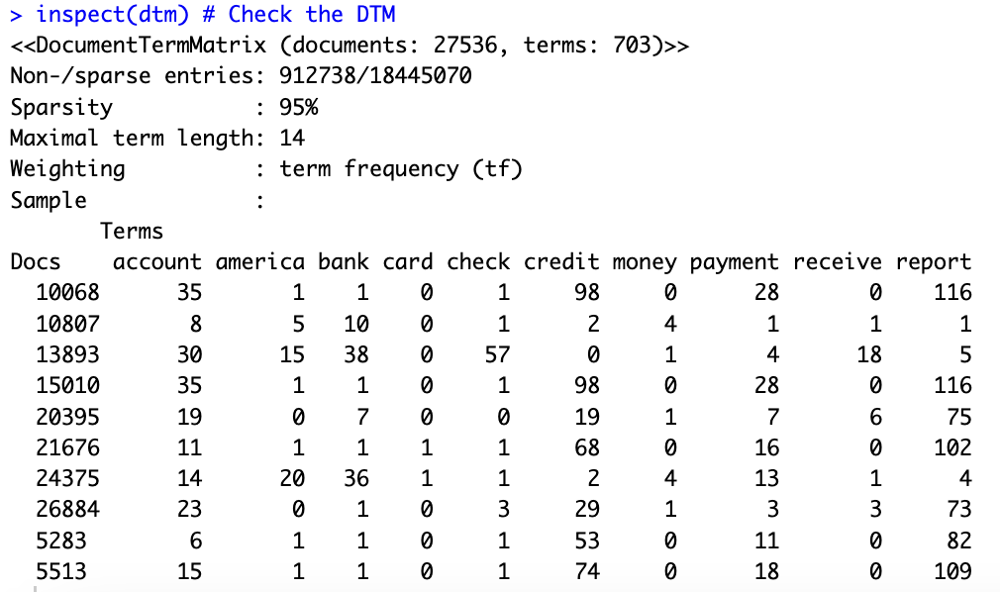 > inspect(dtm) # Check the DTM
<<DocumentTermMatrix (documents: 27536, terms: 703)>>
Non-/sparse entries: 912738/18445070
Sparsity           : 95%
Maximal term length: 14
Weighting          : term frequency (tf)
Sample             :
       Terms
Docs    account america bank card check credit money payment receive report
  10068      35       1    1    0     1     98     0      28       0    116
  10807       8       5   10    0     1      2     4       1       1      1
  13893      30      15   38    0    57      0     1       4      18      5
  15010      35       1    1    0     1     98     0      28       0    116
  20395      19       0    7    0     0     19     1       7       6     75
  21676      11       1    1    1     1     68     0      16       0    102
  24375      14      20   36    1     1      2     4      13       1      4
  26884      23       0    1    0     3     29     1       3       3     73
  5283        6       1    1    0     1     53     0      11       0     82
  5513       15       1    1    0     1     74     0      18       0    109